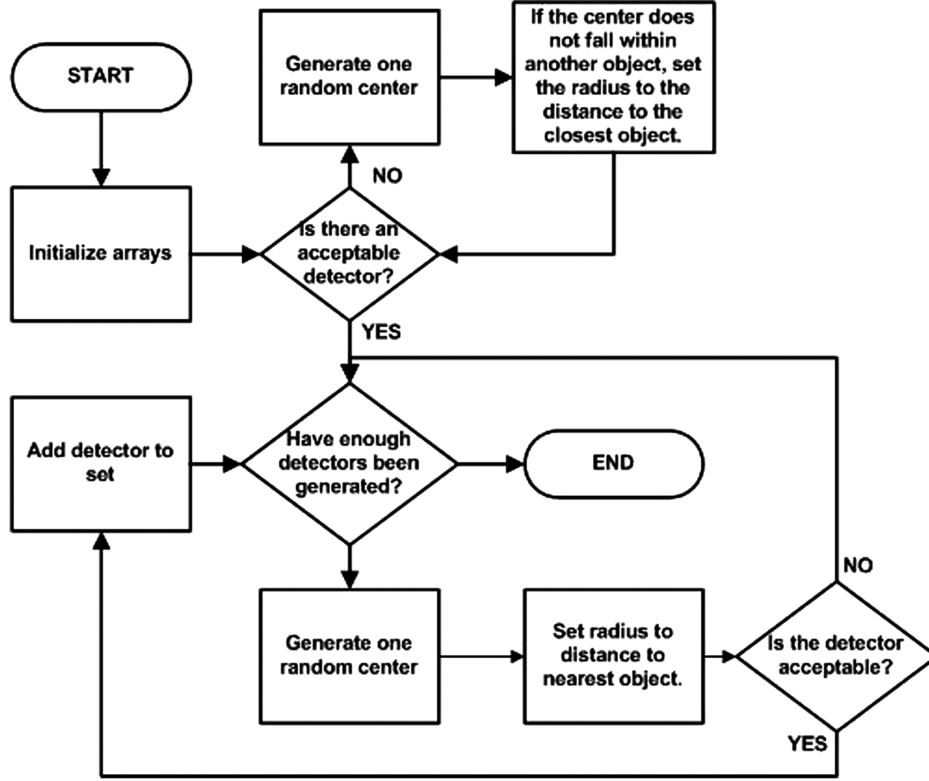 START
Initialize arrays
Generate one
random center
If the center does
not fall within
another object, set
the radius to the
distance to the
closest object.
NO
Is there an
acceptable
detector?
YES
Add detector to
set
Have enough
detectors been
generated?
END
Generate one
random center
Set radius to
distance to
nearest object.
NO
Is the detector
acceptable?
YES